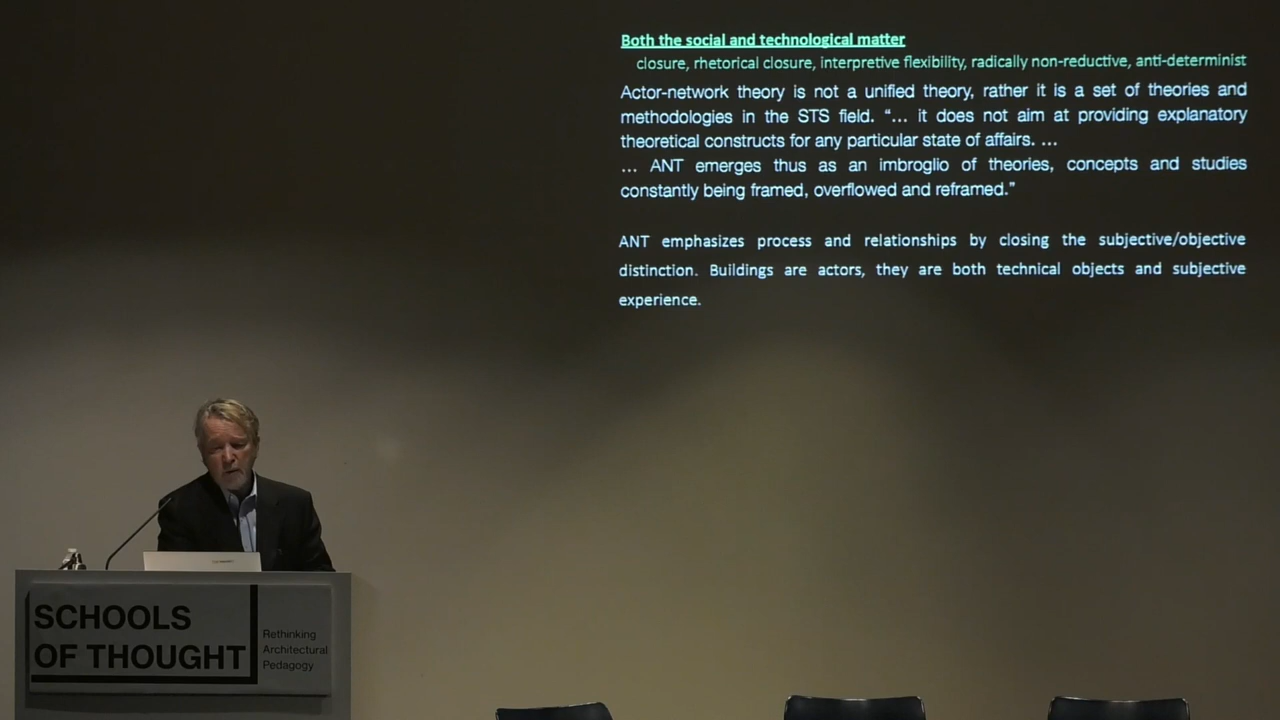 Both the social and technological matter
closure, rhetorical closure, interpretive flexibility, radically non-reductive, anti-determinist
Actor-network theory is not a unified theory, rather it is a set of theories and
methodologies in the STS field. “... it does not aim at providing explanatory
theoretical constructs for any particular state of affairs. ...
... ANT emerges thus as an imbroglio of theories, concepts and studies
constantly being framed, overflowed and reframed.”
ANT emphasizes process and relationships by closing the subjective/objective
distinction. Buildings are actors, they are both technical objects and subjective
experience.
SCHOOLS
OF THOUGHT
Rethinking
Architectural
Pedagogy